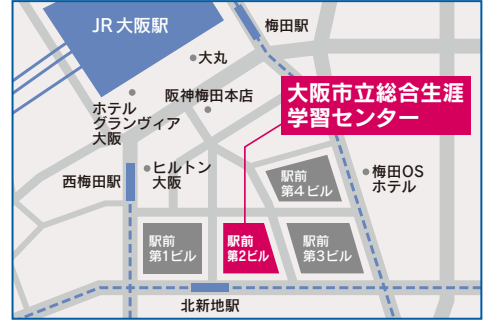 JR大阪駅
梅田駅
大丸
阪神梅田本店
大阪市立総合生涯
学習センター
ホテル
グランヴィア
大阪
西梅田駅
ヒルトン
大阪
駅前
第4ビル
梅田OS
ホテル
駅前
第1ビル
駅前
第2ビル
駅前
第3ビル
北新地駅